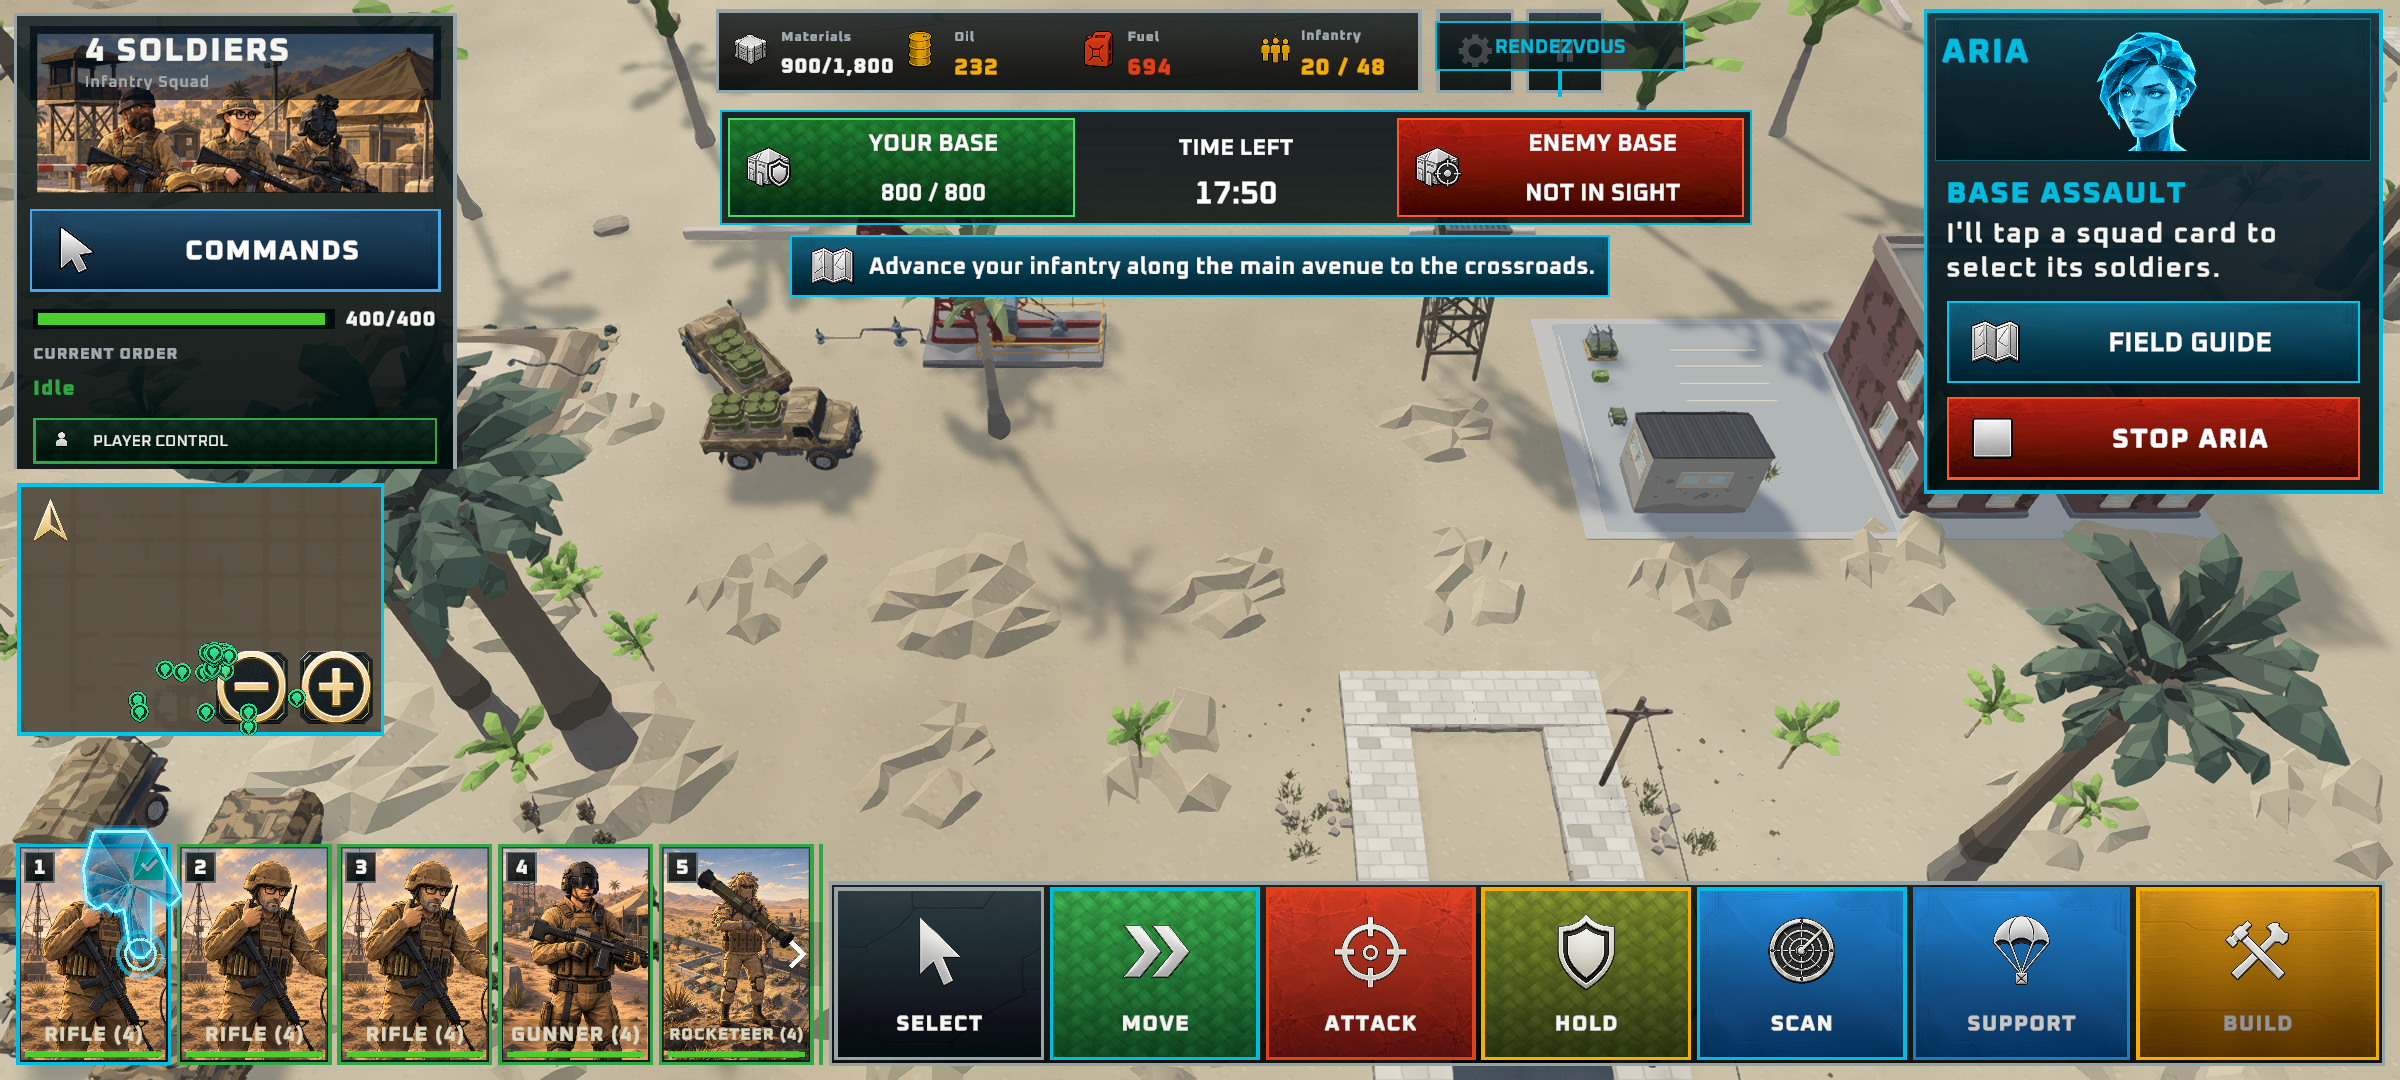 4 SOLDIERS
Infantry Squad
COMMANDS
400/400
CURRENT ORDER
Idle
PLAYER CONTROL
Materials
900/1,800
Oil
232
Fuel
694
Infantry
20 / 48
RENDEZVOUS
YOUR BASE
800 / 800
TIME LEFT
17:50
ENEMY BASE
NOT IN SIGHT
Advance your infantry along the main avenue to the crossroads.
ARIA
BASE ASSAULT
I'll tap a squad card to
select its soldiers.
FIELD GUIDE
STOP ARIA
1
RIFLE (4)
2
RIFLE (4)
3
RIFLE (4)
4
GUNNER (4)
5
ROCKETEER (4)
SELECT
MOVE
ATTACK
HOLD
SCAN
SUPPORT
BUILD